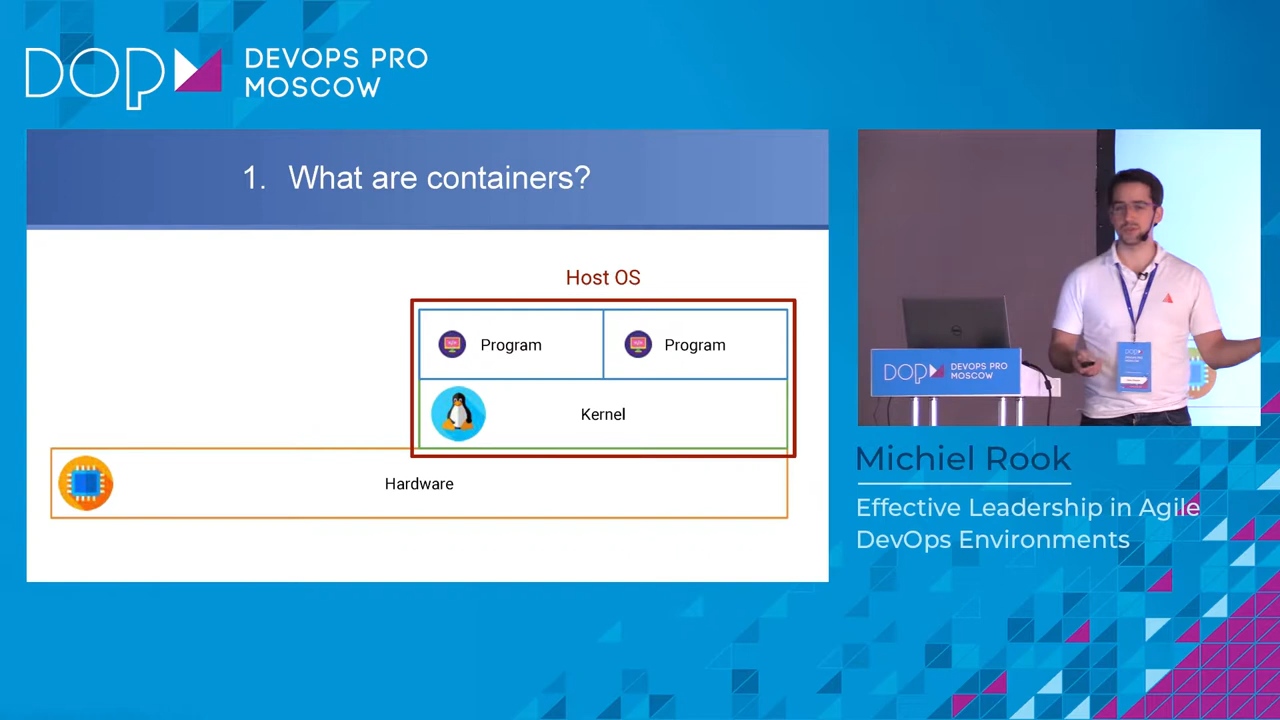 DOP
DEVOPS PRO
MOSCOW
1. What are containers?
Host OS
Program
Program
Kernel
Hardware
DOP
DEVOPS PRO
MOSCOW
Michiel Rook
Effective Leadership in Agile
DevOps Environments